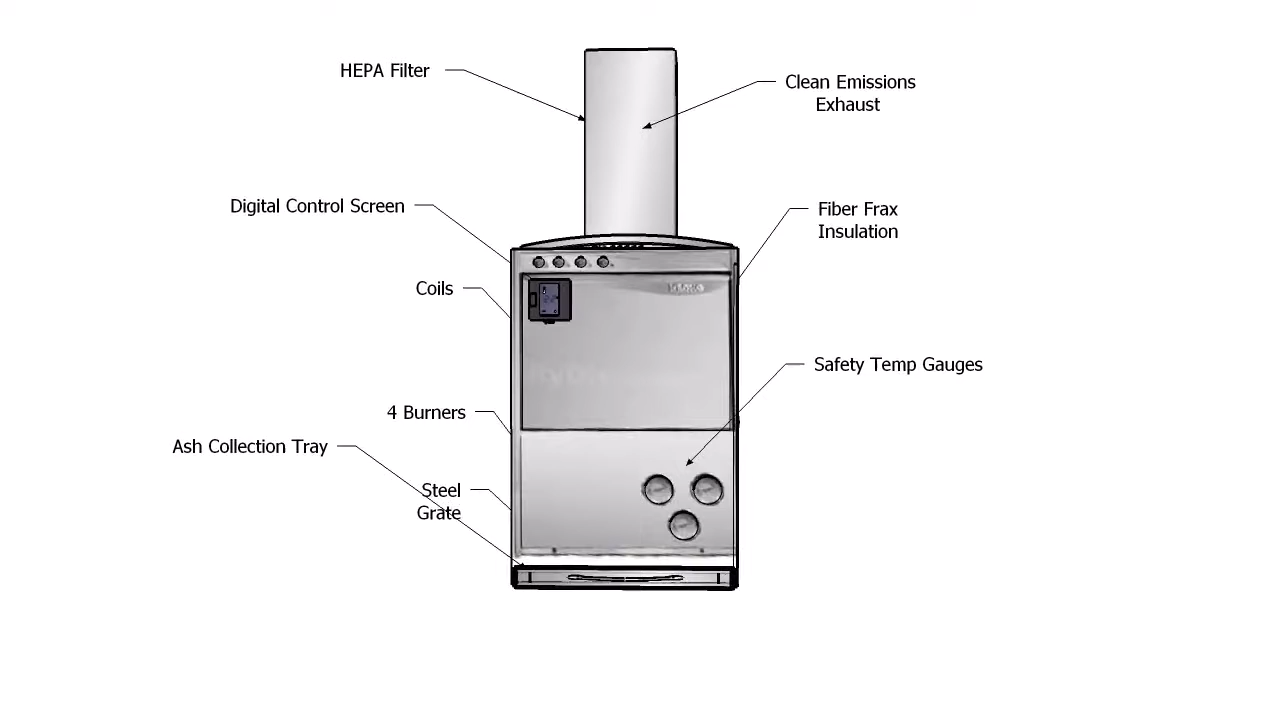 HEPA Filter
Clean Emissions
Exhaust
Digital Control Screen
Fiber Frax
Insulation
Coils
Safety Temp Gauges
4 Burners
Ash Collection Tray
Steel
Grate